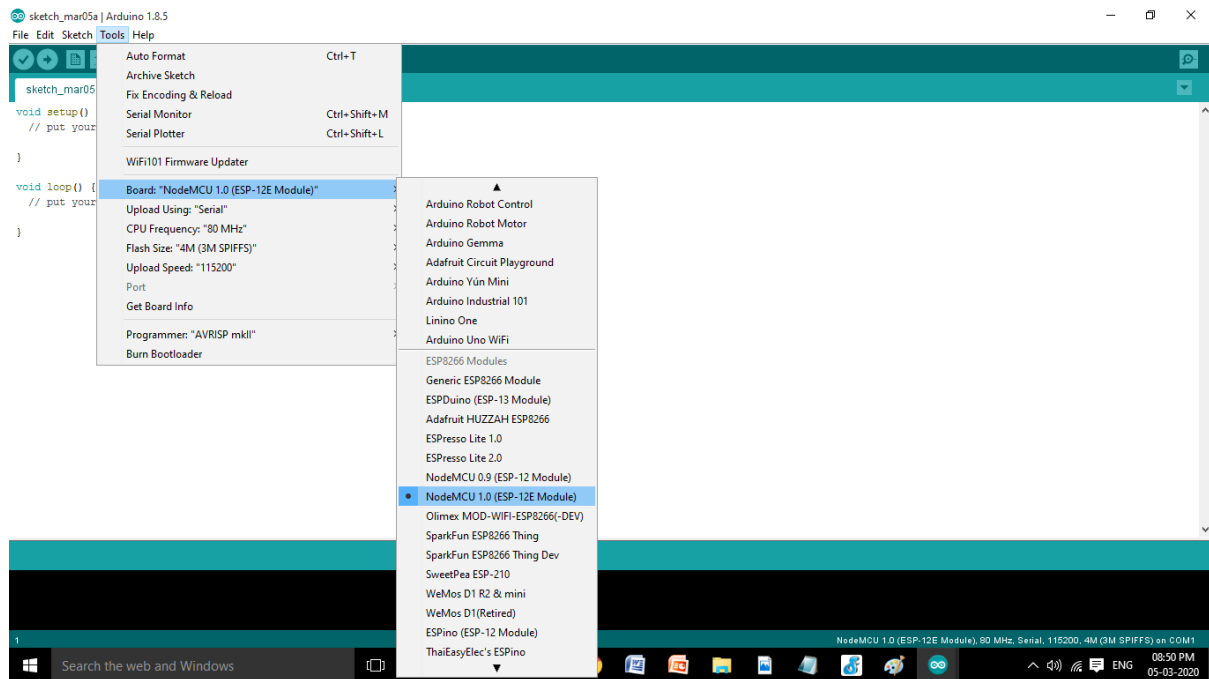 sketch_mar05a | Arduino 1.8.5
File Edit Sketch Tools Help
sketch_mar05
void setup()
// put your
}
void loop() {
// put your
}
Auto Format Ctrl+T
Archive Sketch
Fix Encoding & Reload
Serial Monitor Ctrl+Shift+M
Serial Plotter Ctrl+Shift+L
WiFi101 Firmware Updater
Board: "NodeMCU 1.0 (ESP-12E Module)"
Upload Using: "Serial"
CPU Frequency: "80 MHz"
Flash Size: "4M (3M SPIFFS)"
Upload Speed: "115200"
Port
Get Board Info
Programmer: "AVRISP mkII"
Burn Bootloader
Arduino Robot Control
Arduino Robot Motor
Arduino Gemma
Adafruit Circuit Playground
Arduino Yún Mini
Arduino Industrial 101
Linino One
Arduino Uno WiFi
ESP8266 Modules
Generic ESP8266 Module
ESPDuino (ESP-13 Module)
Adafruit HUZZAH ESP8266
ESPresso Lite 1.0
ESPresso Lite 2.0
NodeMCU 0.9 (ESP-12 Module)
NodeMCU 1.0 (ESP-12E Module)
Olimex MOD-WIFI-ESP8266(-DEV)
SparkFun ESP8266 Thing
SparkFun ESP8266 Thing Dev
SweetPea ESP-210
WeMos D1 R2 & mini
WeMos D1(Retired)
ESPino (ESP-12 Module)
ThaiEasyElec's ESPino
1 NodeMCU 1.0 (ESP-12E Module), 80 MHz, Serial, 115200, 4M (3M SPIFFS) on COM1
Search the web and Windows
ENG
08:50 PM
05-03-2020